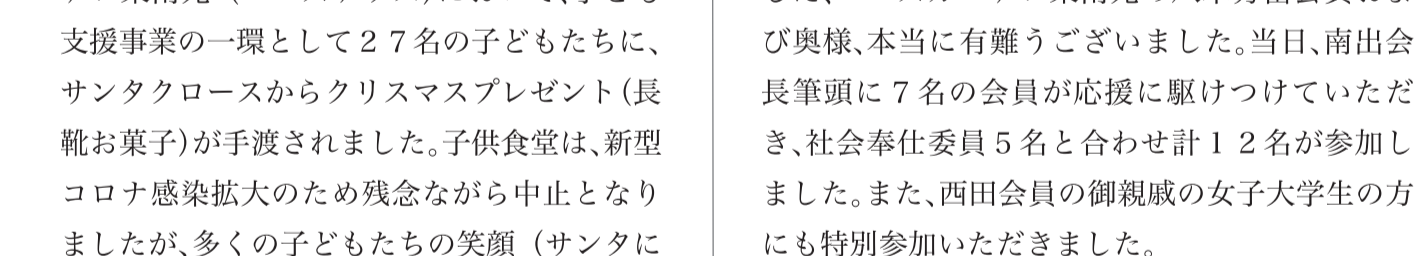 支援事業の一環として２７名の子どもたちに、
サンタクロースからクリスマスプレゼント（長
靴お菓子）が手渡されました。子供食堂は、新型
コロナ感染拡大のため残念ながら中止となり
ましたが、多くの子どもたちの笑顔（サンタに
び奥様、本当に有難うございました。当日、南出会
長筆頭に７名の会員が応援に駆けつけていただ
き、社会奉仕委員５名と合わせ計１２名が参加し
ました。また、西田会員の御親戚の女子大学生の方
にも特別参加いただきました。